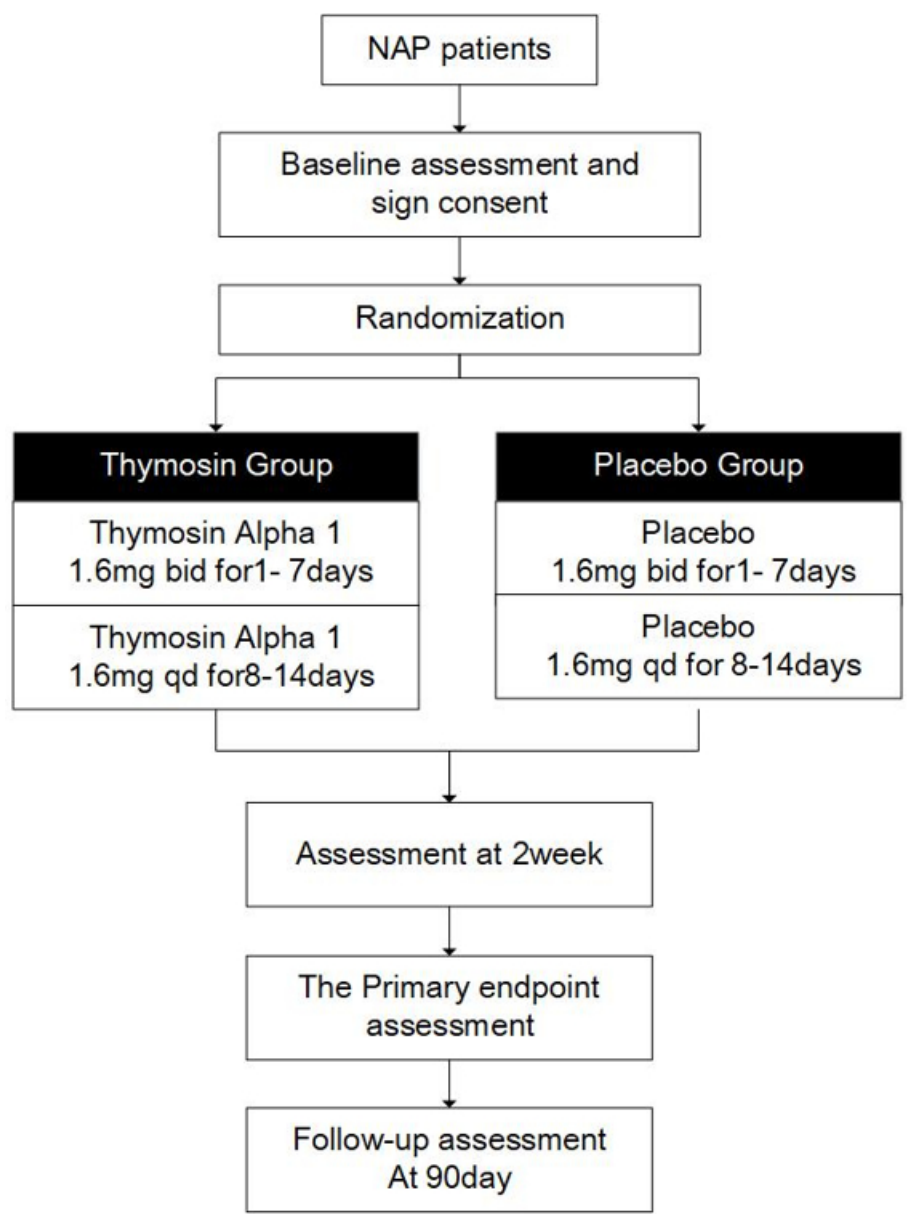 NAP patients
Baseline assessment and
sign consent
Randomization
Thymosin Group
Thymosin Alpha 1
1.6mg bid for1- 7days
Thymosin Alpha 1
1.6mg qd for8-14days
Placebo Group
Placebo
1.6mg bid for1- 7days
Placebo
1.6mg qd for 8-14days
Assessment at 2week
The Primary endpoint
assessment
Follow-up assessment
At 90day